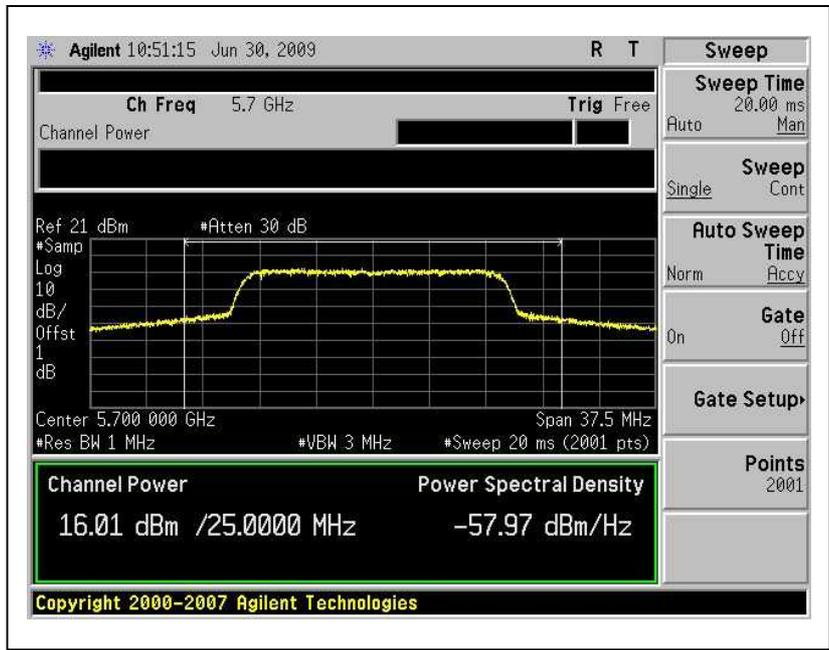 Agilent 10:51:15 Jun 30, 2009 R T
Ch Freq 5.7 GHz Trig Free
Channel Power
Ref 21 dBm #Atten 30 dB
#Samp
Log
10
dB/
Offst
1
dB
Center 5.700 000 GHz Span 37.5 MHz
#Res BW 1 MHz #VBW 3 MHz #Sweep 20 ms (2001 pts)
Channel Power Power Spectral Density
16.01 dBm /25.0000 MHz -57.97 dBm/Hz
Copyright 2000-2007 Agilent Technologies
Sweep
Sweep Time
20.00 ms
Auto Man
Sweep
Single Cont
Auto Sweep
Time
Norm Accy
Gate
On Off
Gate Setup
Points
2001